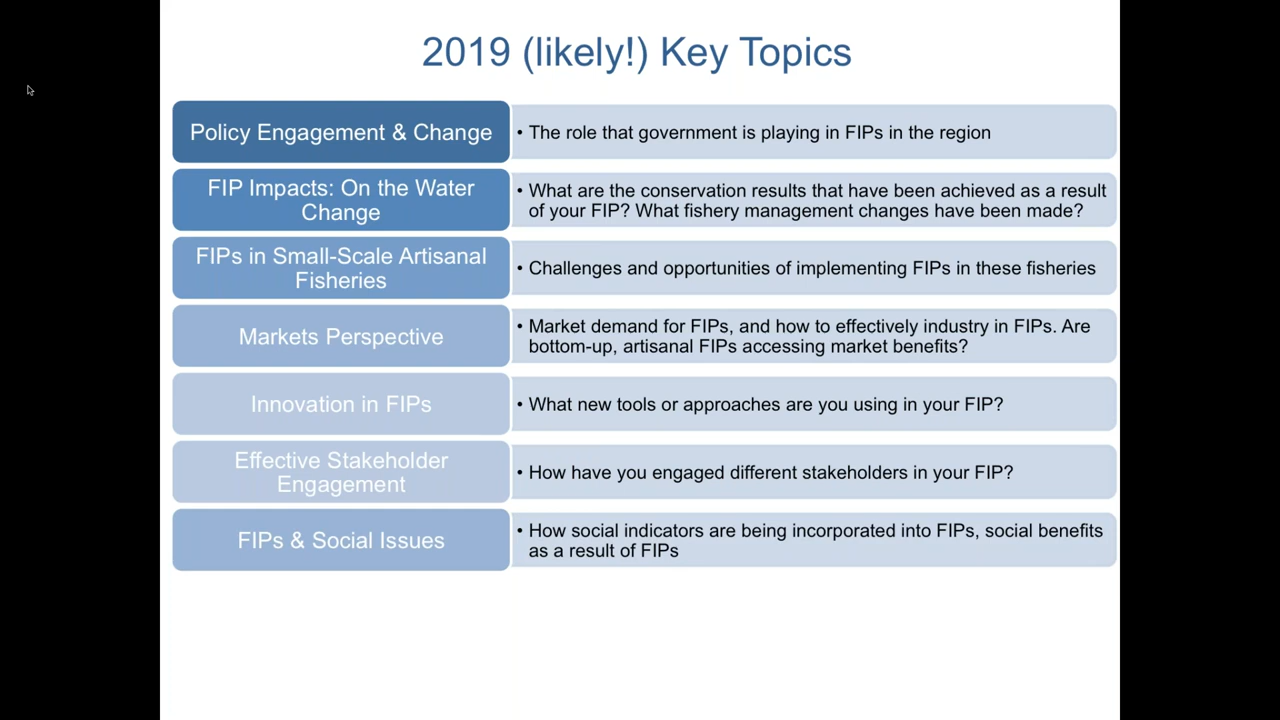 2019 (likely!) Key Topics
Policy Engagement & Change
• The role that government is playing in FIPs in the region
FIP Impacts: On the Water
Change
• What are the conservation results that have been achieved as a result
of your FIP? What fishery management changes have been made?
FIPs in Small-Scale Artisanal
Fisheries
• Challenges and opportunities of implementing FIPs in these fisheries
Markets Perspective
• Market demand for FIPs, and how to effectively industry in FIPs. Are
bottom-up, artisanal FIPs accessing market benefits?
Innovation in FIPs
• What new tools or approaches are you using in your FIP?
Effective Stakeholder
Engagement
• How have you engaged different stakeholders in your FIP?
FIPs & Social Issues
• How social indicators are being incorporated into FIPs, social benefits
as a result of FIPs